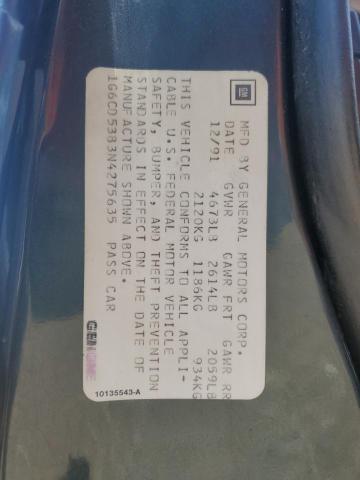 GM
MFD BY GENERAL MOTORS CORP.
DATE GVWR GAWR FRT GAWR RR
12/91 4673LB 2614LB 2059LB
2120KG 1186KG 934KG
THIS VEHICLE CONFORMS TO ALL APPLI-
CABLE U.S. FEDERAL MOTOR VEHICLE
SAFETY, BUMPER, AND THEFT PREVENTION
STANDARDS IN EFFECT ON THE DATE OF
MANUFACTURE SHOWN ABOVE.
1G6CD53B3N4275635 PASS CAR
10135543-A